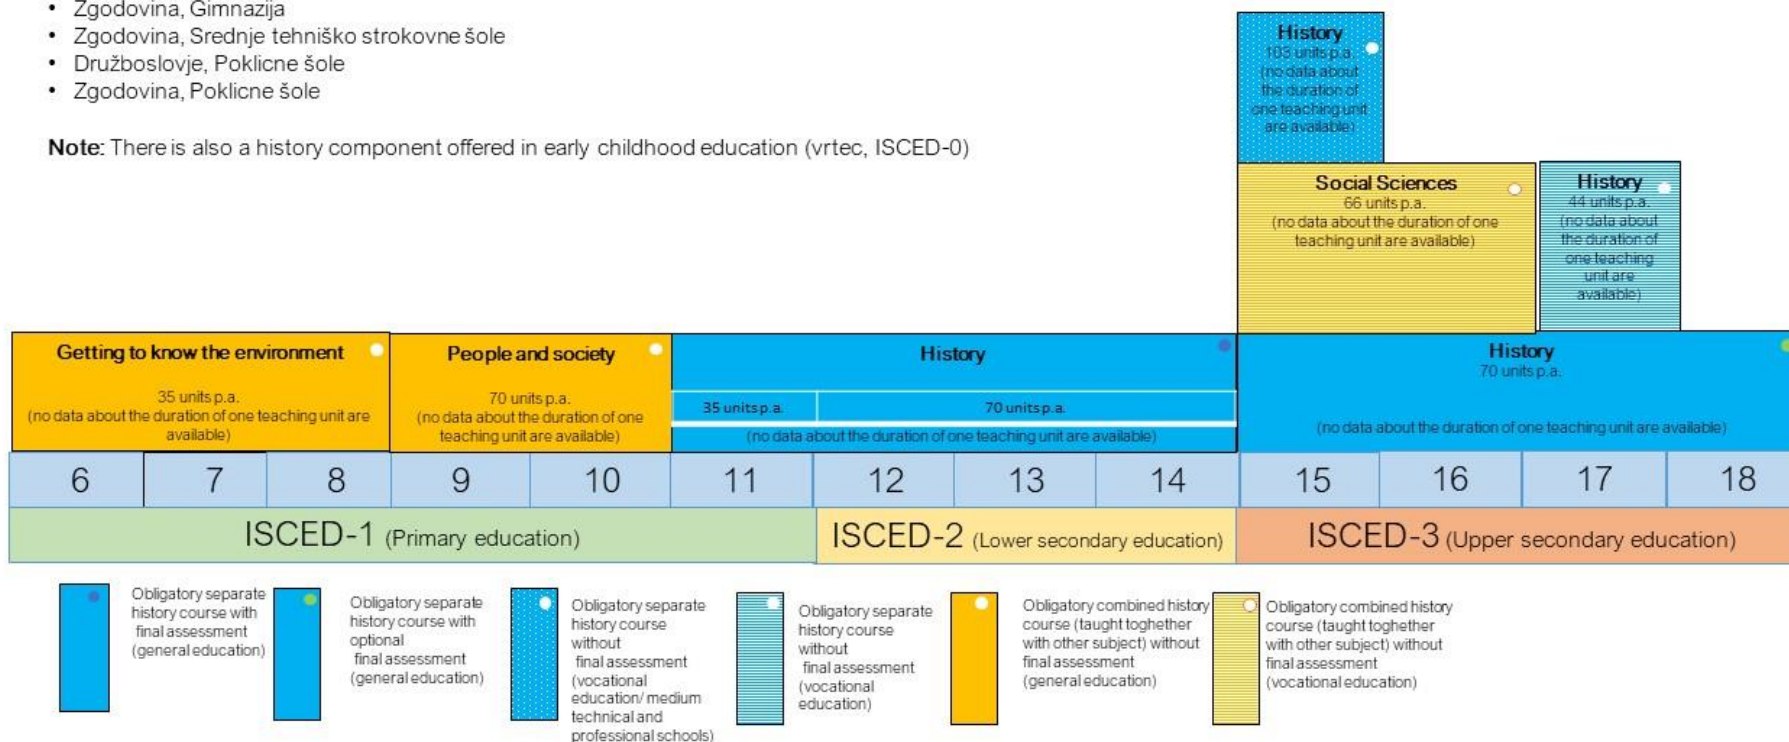 • Zgodovina, Gimnazija
• Zgodovina, Srednje tehniško strokovne šole
• Družboslovje, Poklicne šole
• Zgodovina, Poklicne šole
Note: There is also a history component offered in early childhood education (vrtec, ISCED-0)
History
103 units p.a.
(no data about
the duration of
one teaching unit
are available)
Social Sciences
66 units p.a.
(no data about the duration of one
teaching unit are available)
History
44 units p.a.
(no data about
the duration of
one teaching
unit are
available)
Getting to know the environment
35 units p.a.
(no data about the duration of one teaching unit are
available)
People and society
70 units p.a.
(no data about the duration of one
teaching unit are available)
History
35 units p.a.
70 units p.a.
(no data about the duration of one teaching unit are available)
History
70 units p.a.
(no data about the duration of one teaching unit are available)
6 7 8 9 10 11 12 13 14 15 16 17 18
ISCED-1 (Primary education)
ISCED-2 (Lower secondary education)
ISCED-3 (Upper secondary education)
Obligatory separate
history course with
final assessment
(general education)
Obligatory separate
history course with
optional
final assessment
(general education)
Obligatory separate
history course
without
final assessment
(vocational
education/ medium
technical and
professional schools)
Obligatory separate
history course
without
final assessment
(vocational
education)
Obligatory combined history
course (taught toghether
with other subject) without
final assessment
(general education)
Obligatory combined history
course (taught toghether
with other subject) without
final assessment
(vocational education)